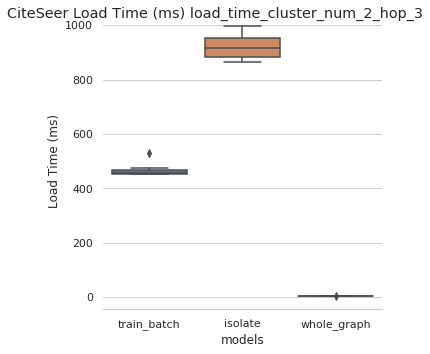 CiteSeer Load Time (ms) load_time_cluster_num_2_hop_3
1000
800
600
400
200
0
Load Time (ms)
train_batch isolate whole_graph
models